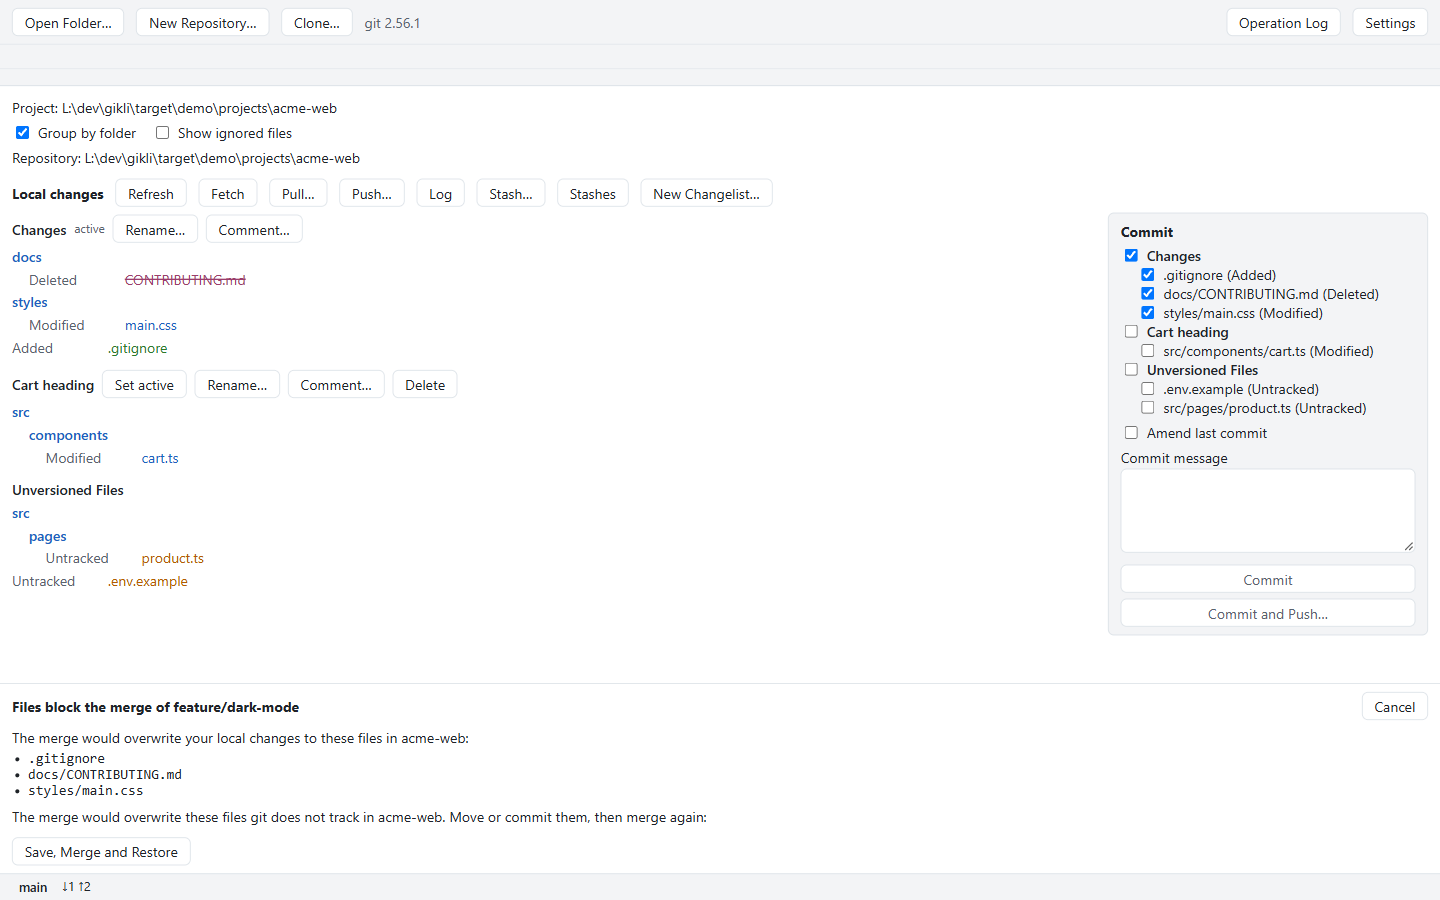 Open Folder... New Repository... Clone... git 2.56.1 Operation Log Settings
Project: L:\dev\gikli\target\demo\projects\acme-web
Group by folder Show ignored files
Repository: L:\dev\gikli\target\demo\projects\acme-web
Local changes Refresh Fetch Pull... Push... Log Stash... Stashes New Changelist...
Changes active Rename... Comment...
docs
Deleted CONTRIBUTING.md
styles
Modified main.css
Added .gitignore
Cart heading Set active Rename... Comment... Delete
src
components
Modified cart.ts
Unversioned Files
src
pages
Untracked product.ts
Untracked .env.example
Commit
Changes
.gitignore (Added)
docs/CONTRIBUTING.md (Deleted)
styles/main.css (Modified)
Cart heading
src/components/cart.ts (Modified)
Unversioned Files
.env.example (Untracked)
src/pages/product.ts (Untracked)
Amend last commit
Commit message
Commit
Commit and Push...
Files block the merge of feature/dark-mode Cancel
The merge would overwrite your local changes to these files in acme-web:
• .gitignore
• docs/CONTRIBUTING.md
• styles/main.css
The merge would overwrite these files git does not track in acme-web. Move or commit them, then merge again:
Save, Merge and Restore
main ↓1 ↑2